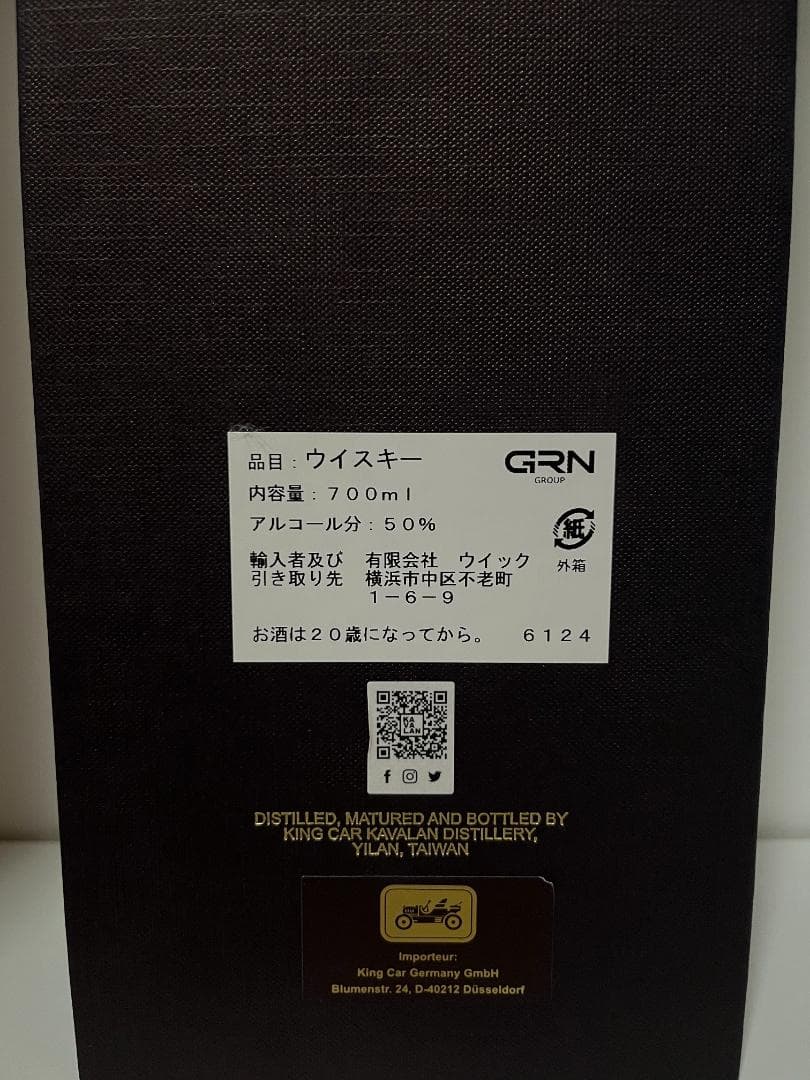 品目：ウイスキー
GRN
GROUP
内容量：７００ｍｌ
アルコール分：５０％
紙
外箱
輸入者及び　有限会社　ウイック
引き取り先　横浜市中区不老町
１－６－９
お酒は２０歳になってから。　６１２４
KA
VA
LAN
DISTILLED, MATURED AND BOTTLED BY
KING CAR KAVALAN DISTILLERY,
YILAN, TAIWAN
Importeur:
King Car Germany GmbH
Blumenstr. 24, D-40212 Düsseldorf